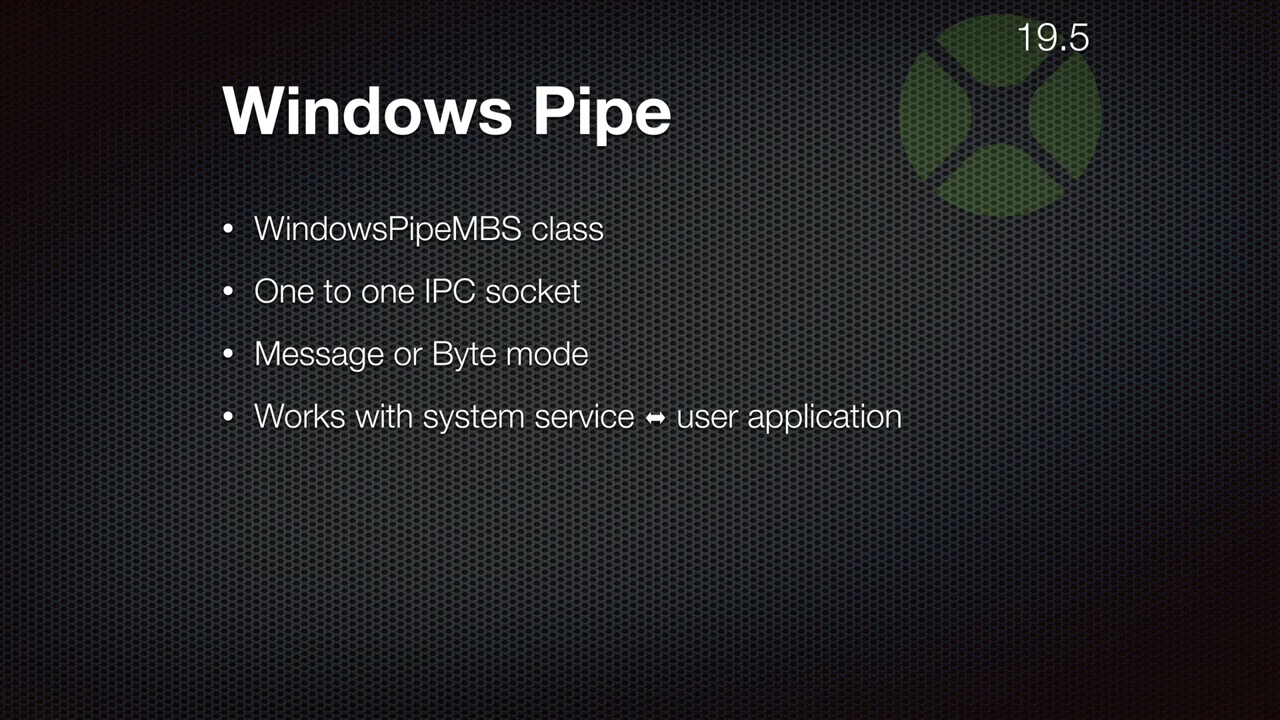 19.5
Windows Pipe
• WindowsPipeMBS class
• One to one IPC socket
• Message or Byte mode
• Works with system service ⬌ user application